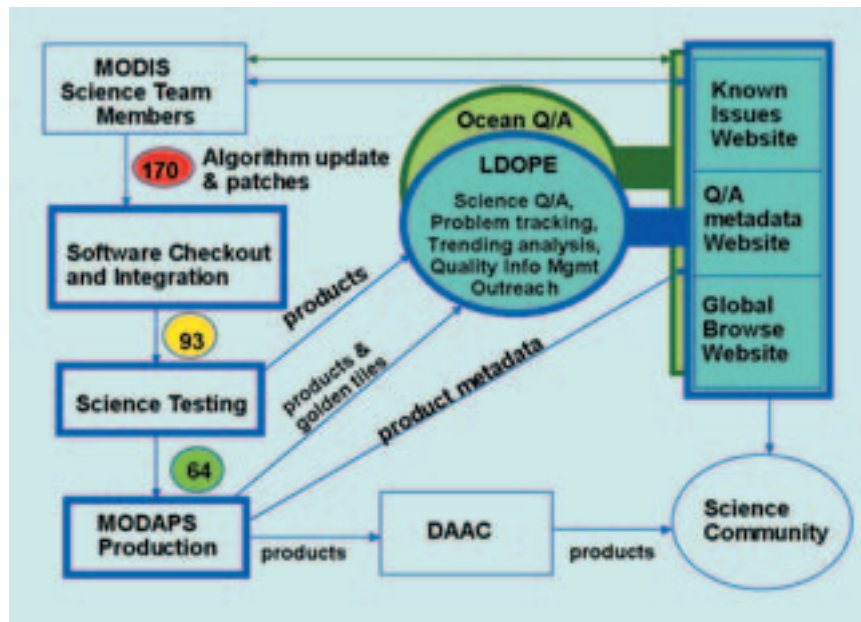 MODIS
Science Team
Members
170
Algorithm update
& patches
Software Checkout
and Integration
93
Science Testing
64
MODAPS
Production
products
products &
golden tiles
product metadata
Ocean Q/A
LDOPE
Science Q/A,
Problem tracking,
Trending analysis,
Quality Info Mgmt
Outreach
Known
Issues
Website
Q/A
metadata
Website
Global
Browse
Website
products
DAAC
products
Science
Community